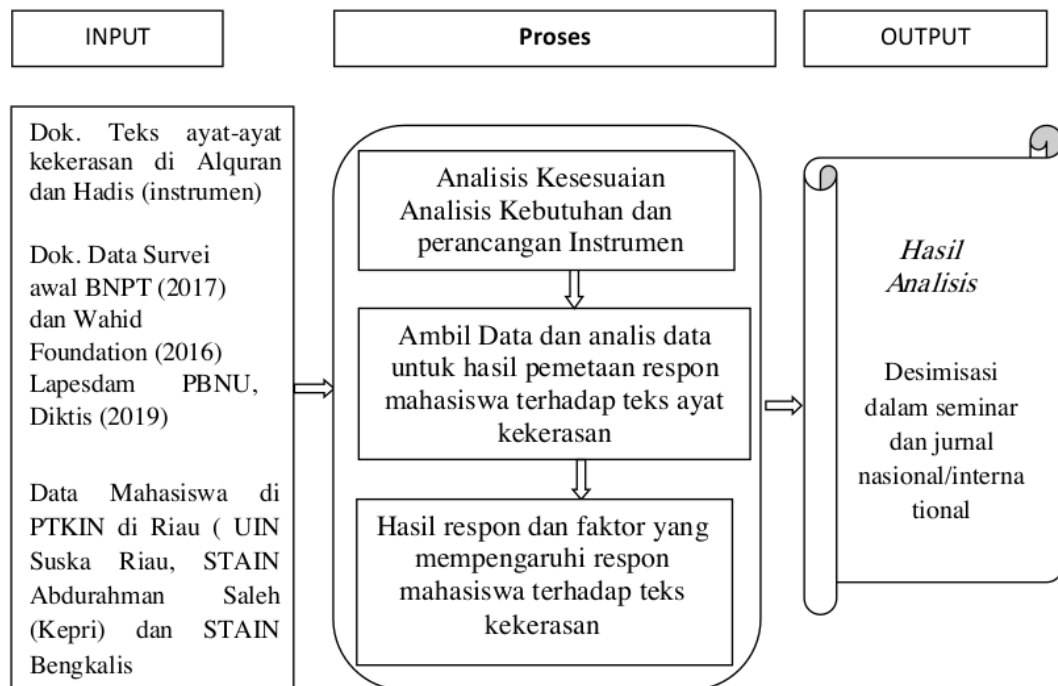 INPUT
Proses
OUTPUT
Dok. Teks ayat-ayat
kekerasan di Alquran
dan Hadis (instrumen)
Dok. Data Survei
awal BNPT (2017)
dan Wahid
Foundation (2016)
Lapesdam PBNU,
Diktis (2019)
Data Mahasiswa di
PTKIN di Riau ( UIN
Suska Riau, STAIN
Abdurahman Saleh
(Kepri) dan STAIN
Bengkalis
Analisis Kesesuaian
Analisis Kebutuhan dan
perancangan Instrumen
Ambil Data dan analis data
untuk hasil pemetaan respon
mahasiswa terhadap teks ayat
kekerasan
Hasil respon dan faktor yang
mempengaruhi respon
mahasiswa terhadap teks
kekerasan
Hasil
Analisis
Desimisasi
dalam seminar
dan jurnal
nasional/interna
tional